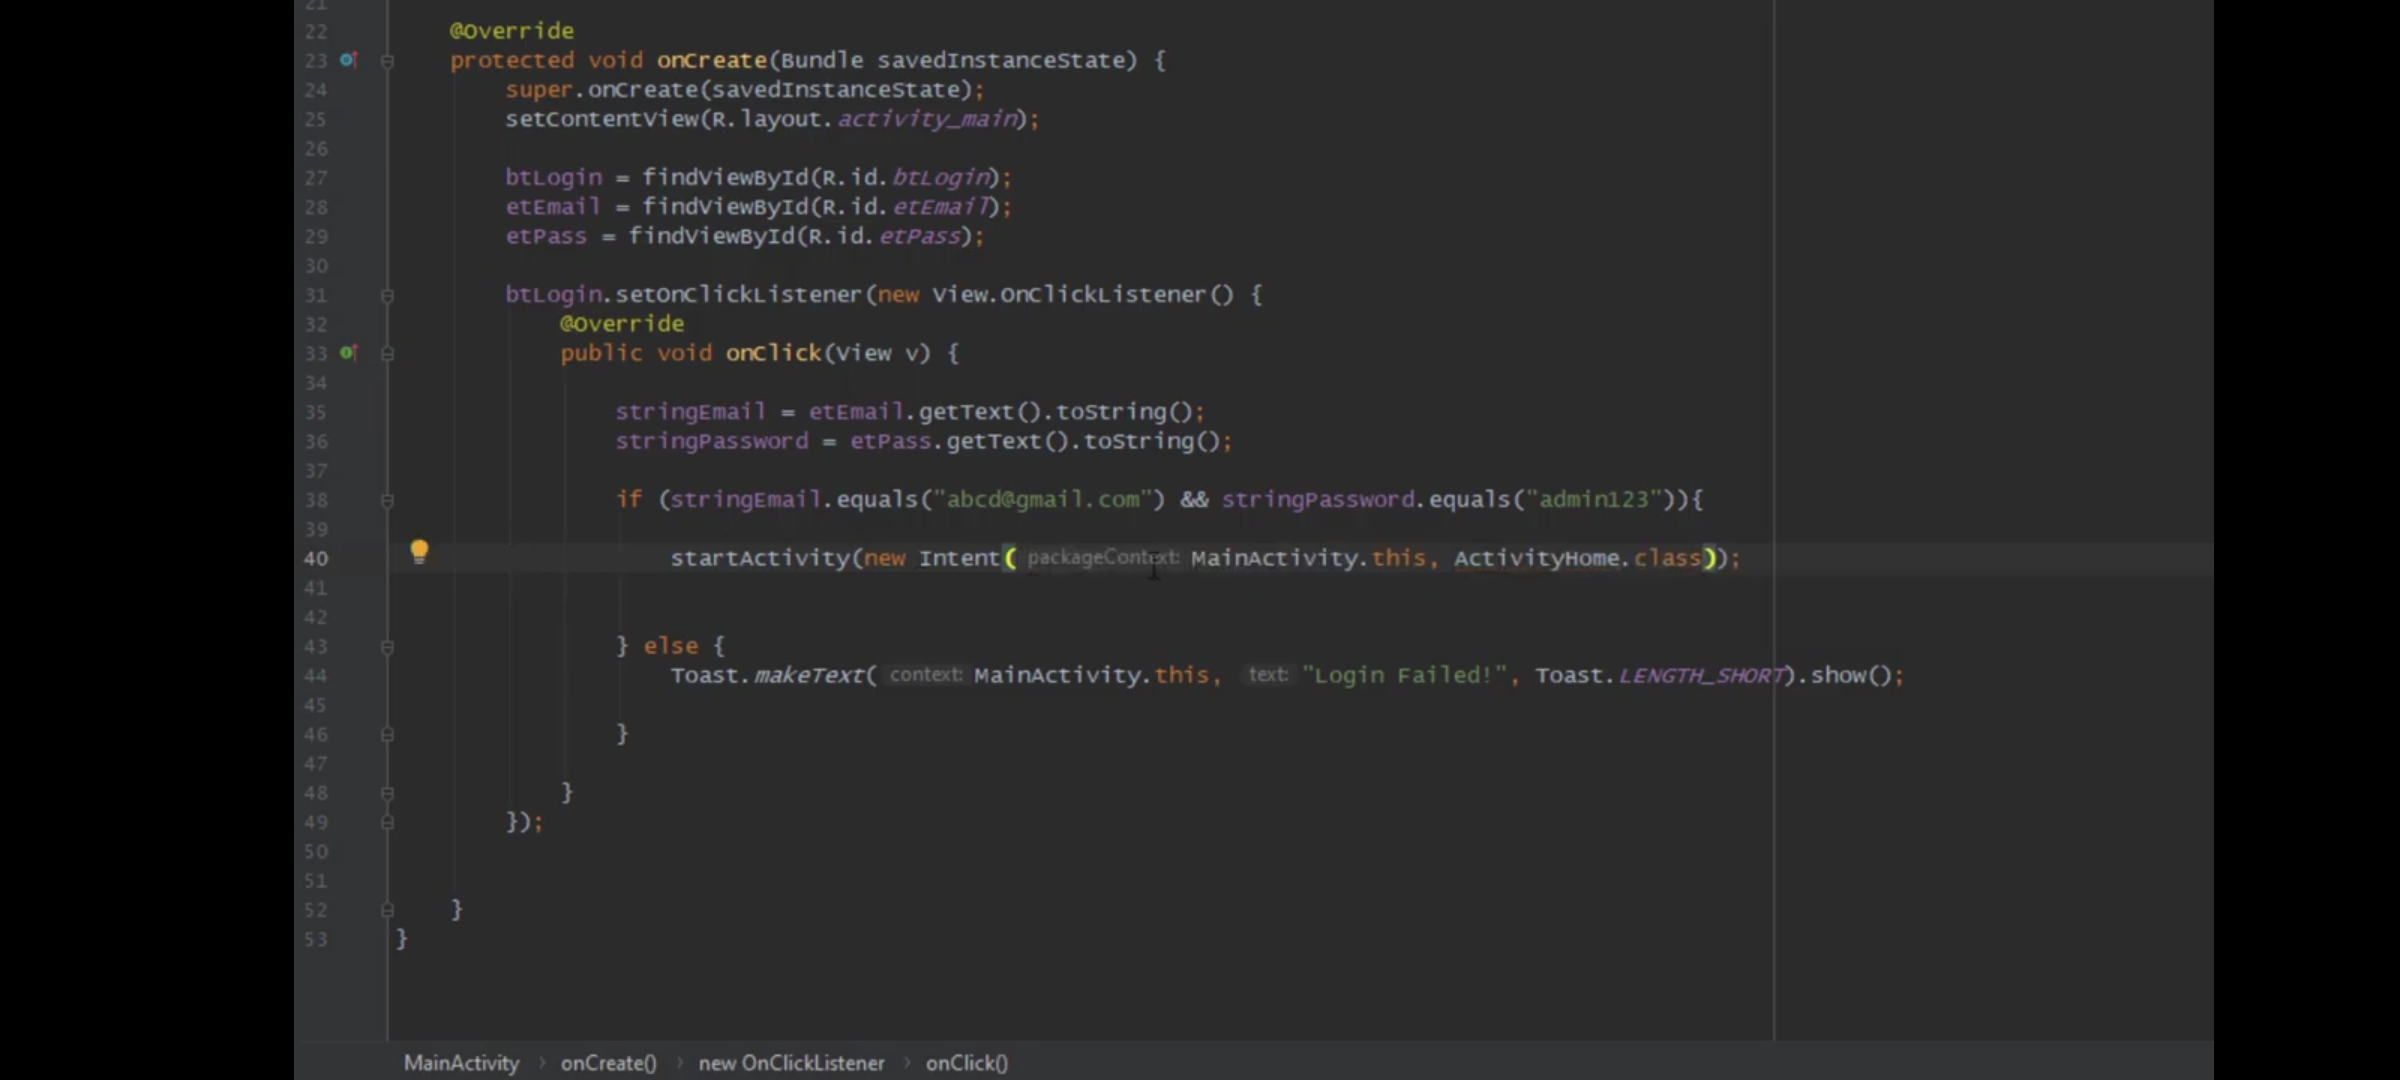 21
22 @Override
23 protected void onCreate(Bundle savedInstanceState) {
24 super.onCreate(savedInstanceState);
25 setContentView(R.layout.activity_main);
26
27 btLogin = findViewById(R.id.btLogin);
28 etEmail = findViewById(R.id.etEmail);
29 etPass = findViewById(R.id.etPass);
30
31 btLogin.setOnClickListener(new View.OnClickListener() {
32 @Override
33 public void onClick(View v) {
34
35 stringEmail = etEmail.getText().toString();
36 stringPassword = etPass.getText().toString();
37
38 if (stringEmail.equals("abcd@gmail.com") && stringPassword.equals("admin123")){
39
40 startActivity(new Intent( packageContext: MainActivity.this, ActivityHome.class));
41
42
43 } else {
44 Toast.makeText( context: MainActivity.this, text: "Login Failed!", Toast.LENGTH_SHORT).show();
45
46 }
47
48 }
49 });
50
51
52 }
53 }
MainActivity › onCreate() › new OnClickListener › onClick()